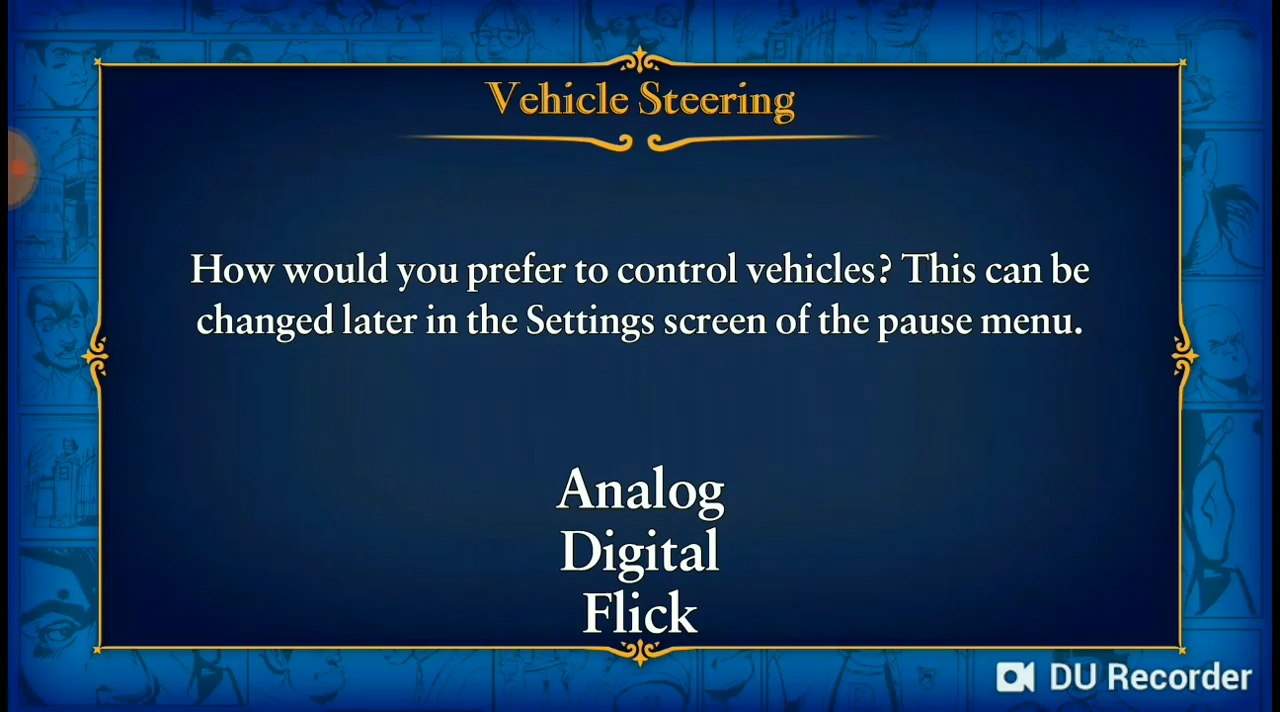 Vehicle Steering
How would you prefer to control vehicles? This can be
changed later in the Settings screen of the pause menu.
Analog
Digital
Flick
DU Recorder